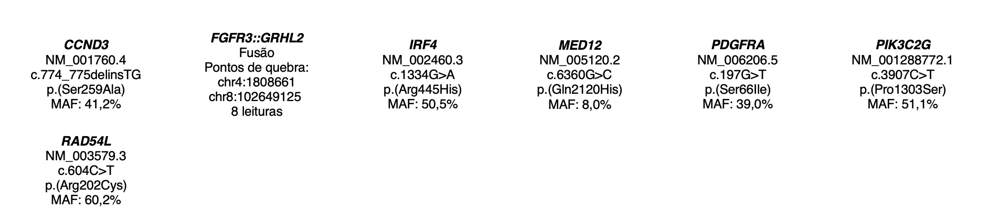 CCND3
NM_001760.4
c.774_775delinsTG
p.(Ser259Ala)
MAF: 41,2%
FGFR3::GRHL2
Fusão
Pontos de quebra:
chr4:1808661
chr8:102649125
8 leituras
IRF4
NM_002460.3
c.1334G>A
p.(Arg445His)
MAF: 50,5%
MED12
NM_005120.2
c.6360G>C
p.(Gln2120His)
MAF: 8,0%
PDGFRA
NM_006206.5
c.197G>T
p.(Ser66Ile)
MAF: 39,0%
PIK3C2G
NM_001288772.1
c.3907C>T
p.(Pro1303Ser)
MAF: 51,1%
RAD54L
NM_003579.3
c.604C>T
p.(Arg202Cys)
MAF: 60,2%